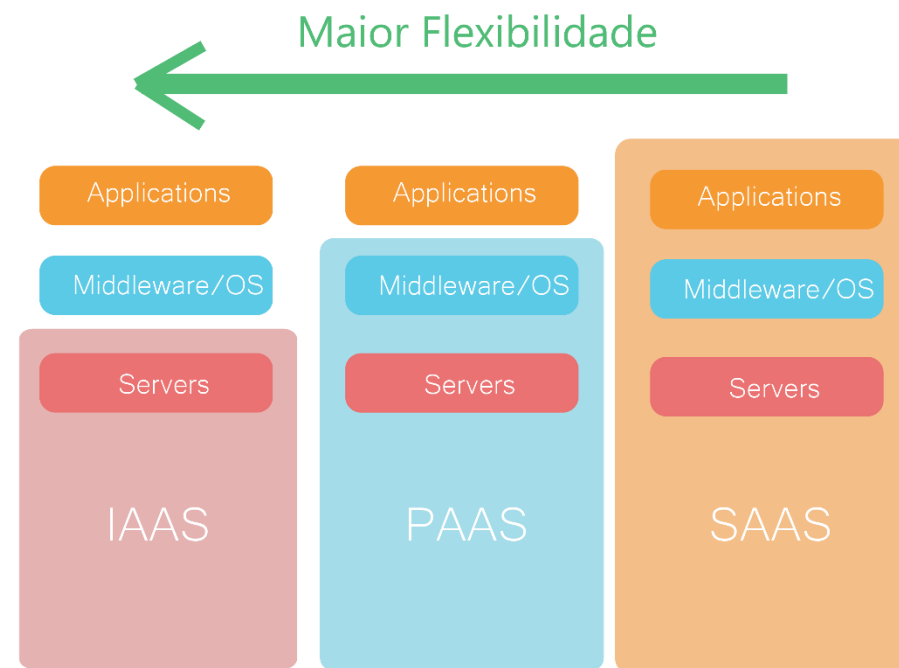 Maior Flexibilidade
Applications
Middleware/OS
Servers
IAAS
Applications
Middleware/OS
Servers
PAAS
Applications
Middleware/OS
Servers
SAAS